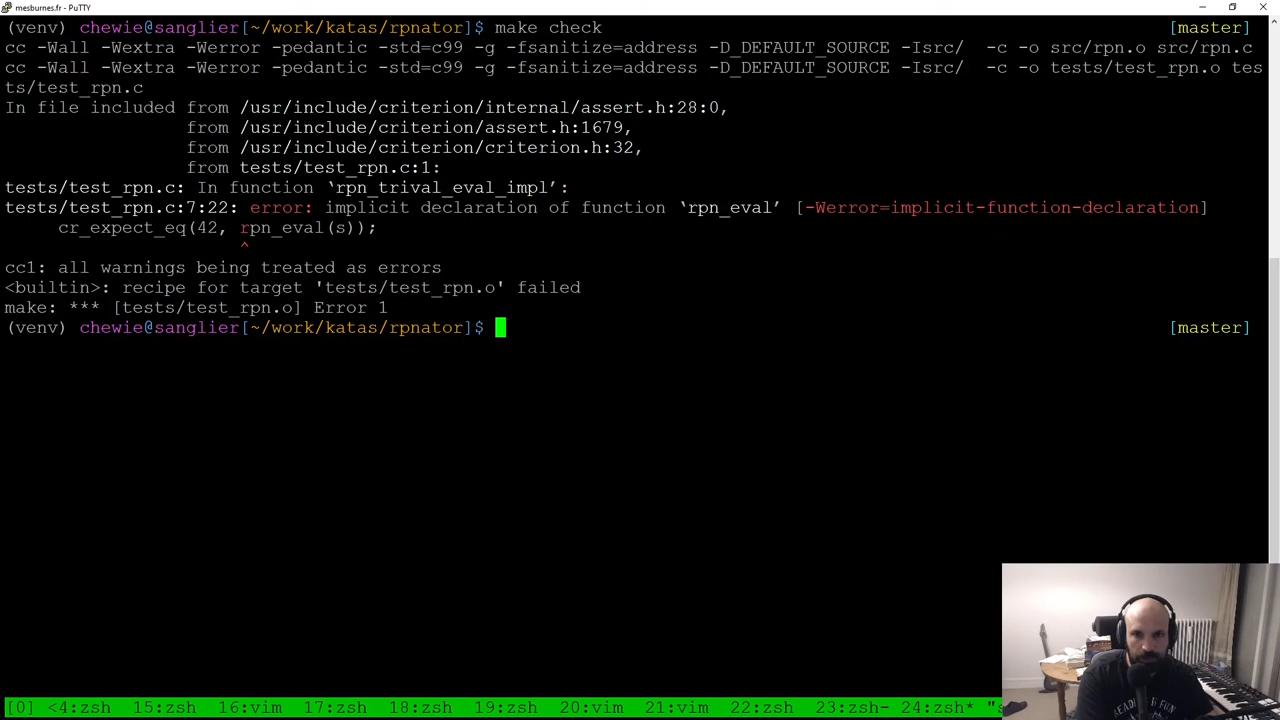 mesburnes.fr - PuTTY
(venv) chewie@sanglier[~/work/katas/rpnator]$ make check [master]
cc -Wall -Wextra -Werror -pedantic -std=c99 -g -fsanitize=address -D_DEFAULT_SOURCE -Isrc/  -c -o src/rpn.o src/rpn.c
cc -Wall -Wextra -Werror -pedantic -std=c99 -g -fsanitize=address -D_DEFAULT_SOURCE -Isrc/  -c -o tests/test_rpn.o tes
ts/test_rpn.c
In file included from /usr/include/criterion/internal/assert.h:28:0,
                 from /usr/include/criterion/assert.h:1679,
                 from /usr/include/criterion/criterion.h:32,
                 from tests/test_rpn.c:1:
tests/test_rpn.c: In function ‘rpn_trival_eval_impl’:
tests/test_rpn.c:7:22: error: implicit declaration of function ‘rpn_eval’ [-Werror=implicit-function-declaration]
     cr_expect_eq(42, rpn_eval(s));
                      ^
cc1: all warnings being treated as errors
<builtin>: recipe for target 'tests/test_rpn.o' failed
make: *** [tests/test_rpn.o] Error 1
(venv) chewie@sanglier[~/work/katas/rpnator]$ [master]
[0] <4:zsh  15:zsh  16:vim  17:zsh  18:zsh  19:zsh  20:vim  21:vim  22:zsh  23:zsh- 24:zsh* "s